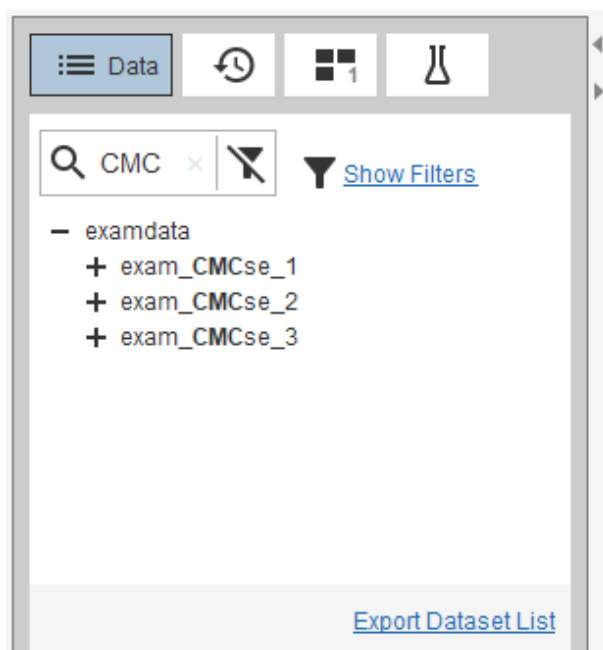 Data
1
CMC
Show Filters
examdata
exam_CMCse_1
exam_CMCse_2
exam_CMCse_3
Export Dataset List